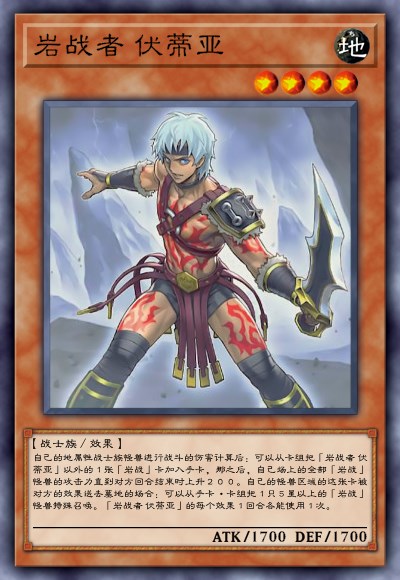 岩战者 伏蒂亚
地
【战士族／效果】
自己的地属性战士族怪兽进行战斗的伤害计算后：可以从卡组把「岩战者 伏
蒂亚」以外的1张「岩战」卡加入手卡，那之后，自己场上的全部「岩战」
怪兽的攻击力直到对方回合结束时上升200。自己的怪兽区域的这张卡被
对方的效果送去墓地的场合：可以从手卡・卡组把1只5星以上的「岩战」
怪兽特殊召唤。「岩战者 伏蒂亚」的每个效果1回合各能使用1次。
ATK/1700 DEF/1700